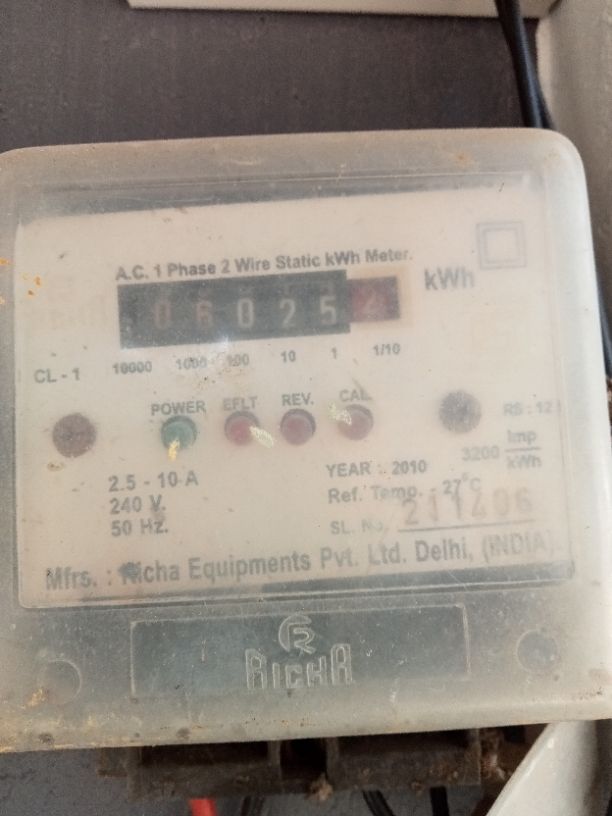 A.C. 1 Phase 2 Wire Static kWh Meter.
06025 kWh
10000 1000 100 10 1 1/10
CL - 1
POWER EFLT REV. CAL
2.5 - 10 A
240 V.
50 Hz.
3200 Imp
kWh
YEAR : 2010
Ref. Temp. 27°C
SL. No. 211406
Mfrs. : Richa Equipments Pvt. Ltd. Delhi, (INDIA)
RICHA